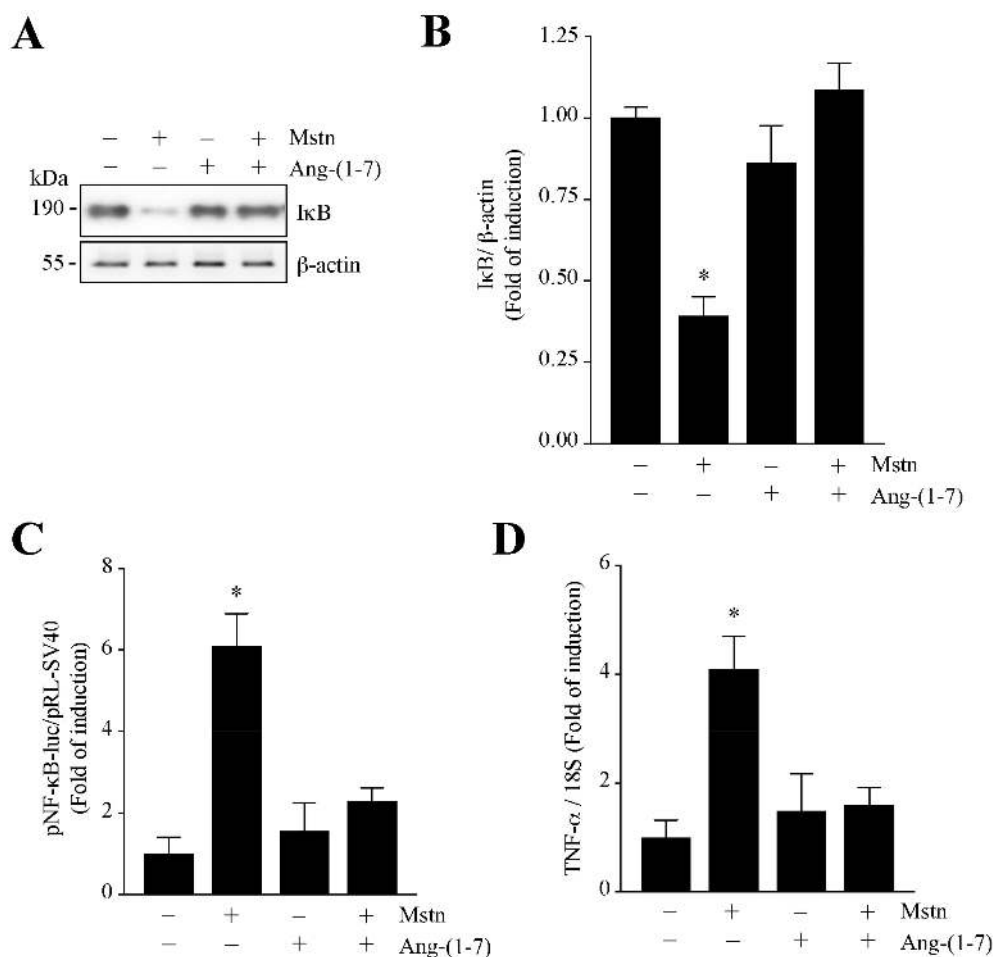 A
− + − + Mstn
− − + + Ang-(1-7)
kDa
190 - IκB
55 - β-actin
B
IκB/ β-actin
(Fold of induction)
1.25
1.00
0.75
0.50
0.25
0.00
*
− + − + Mstn
− − + + Ang-(1-7)
C
pNF-κB-luc/pRL-SV40
(Fold of induction)
8
6
4
2
0
*
− + − + Mstn
− − + + Ang-(1-7)
D
TNF-α / 18S (Fold of induction)
6
4
2
0
*
− + − + Mstn
− − + + Ang-(1-7)